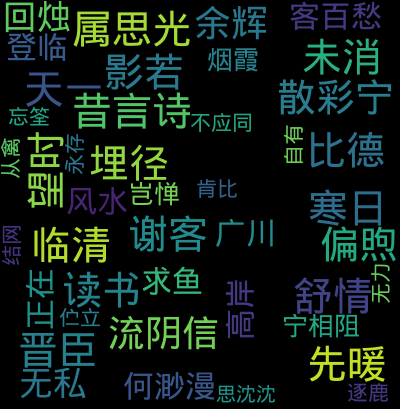 回烛
属思光
余辉
客百愁
登临
影若
烟霞
未消
天一
昔言诗
散彩宁
忘筌
不应同
从禽
望时
永存
埋径
自有
比德
岂惮
肯比
风水
寒日
结网
临清
谢客
广川
偏煦
正在
读书
求鱼
高岸
舒情
无力
伫立
流阴信
宁相阻
晋臣
先暖
无私
何渺漫
思沈沈
逐鹿